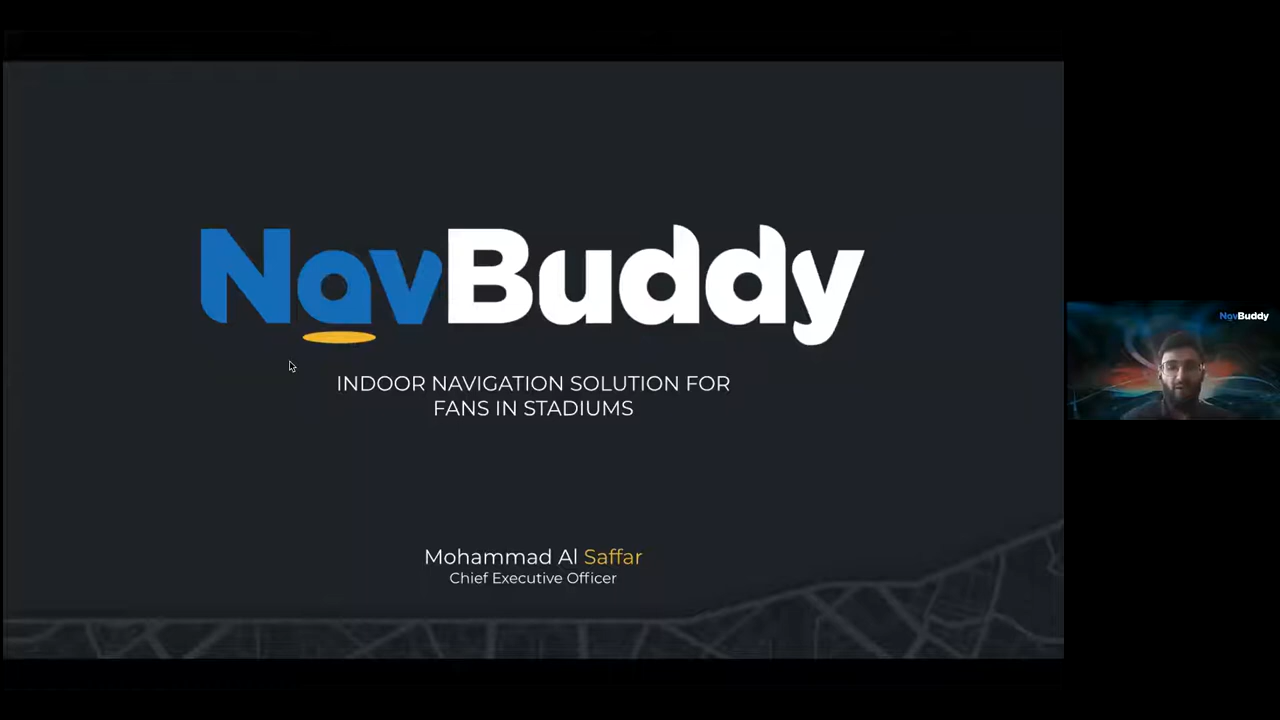 NavBuddy
INDOOR NAVIGATION SOLUTION FOR
FANS IN STADIUMS
Mohammad Al Saffar
Chief Executive Officer
NavBuddy